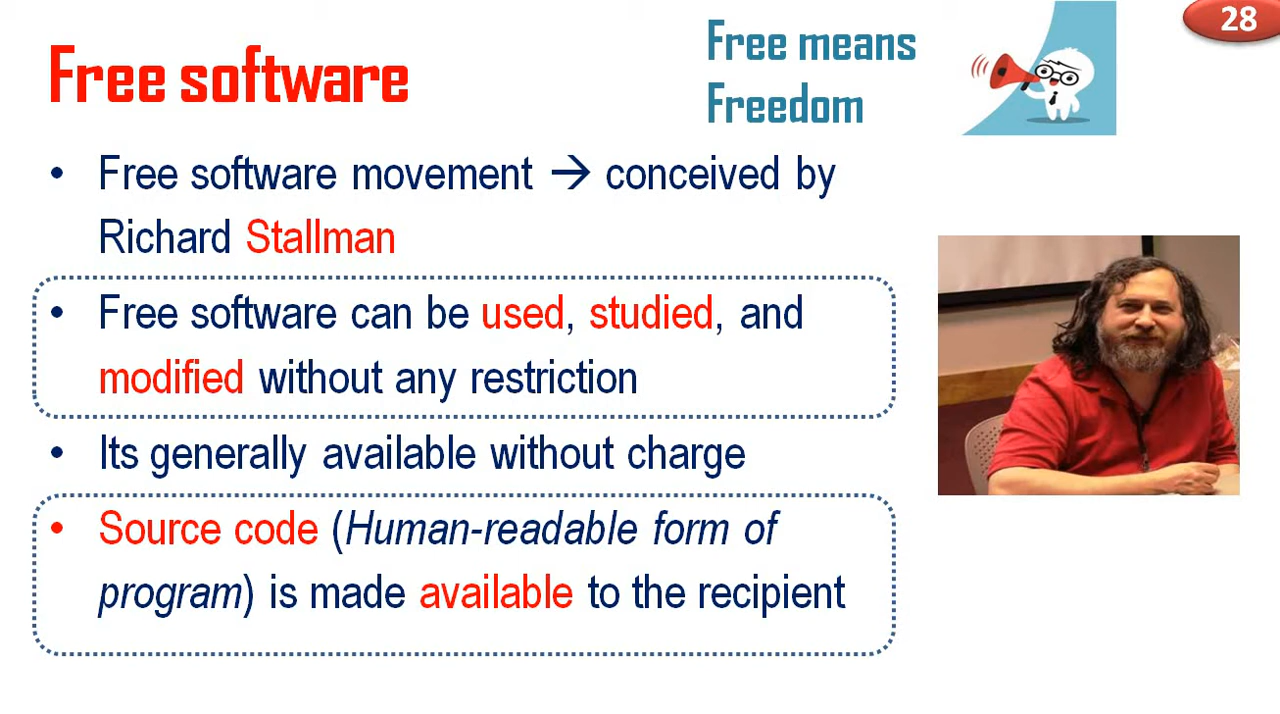 28
Free software
Free means
Freedom
• Free software movement → conceived by
Richard Stallman
• Free software can be used, studied, and
modified without any restriction
• Its generally available without charge
• Source code (Human-readable form of
program) is made available to the recipient